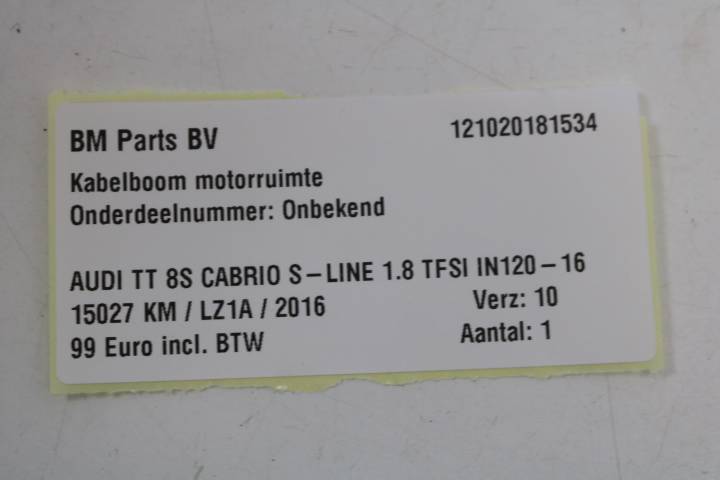 BM Parts BV 121020181534
Kabelboom motorruimte
Onderdeelnummer: Onbekend
AUDI TT 8S CABRIO S-LINE 1.8 TFSI IN120-16
15027 KM / LZ1A / 2016 Verz: 10
99 Euro incl. BTW Aantal: 1